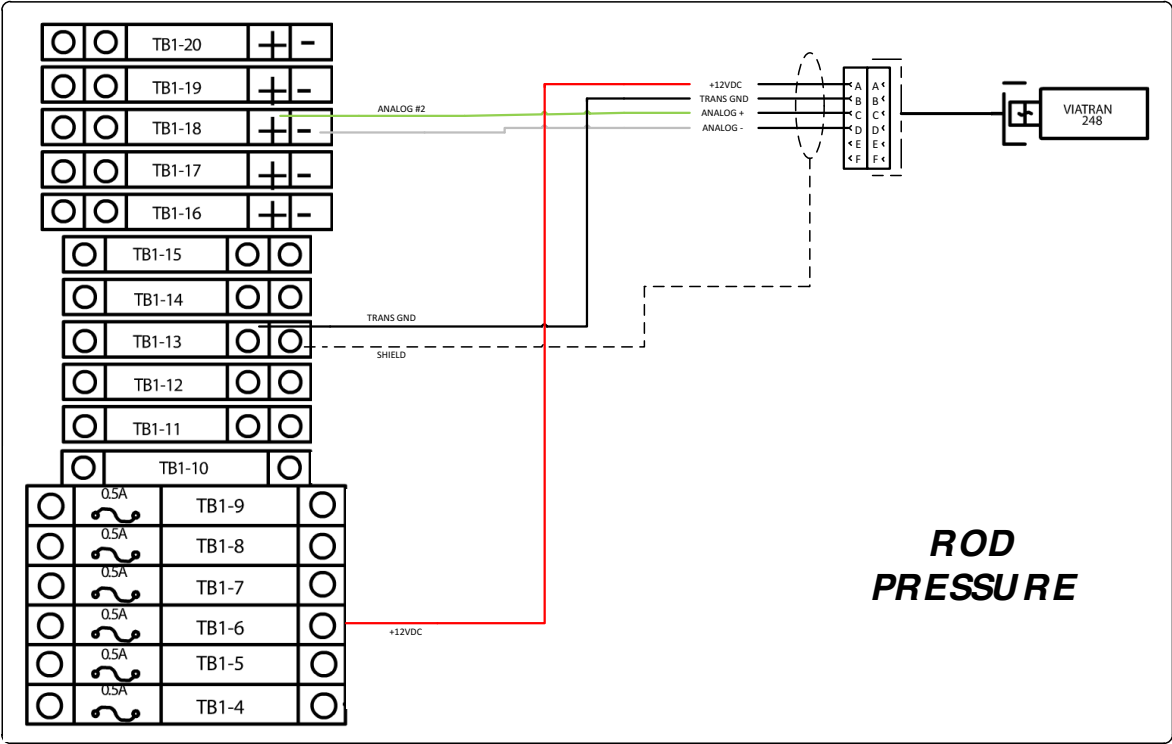 TB1-20 + -
TB1-19 + -
TB1-18 + -
TB1-17 + -
TB1-16 + -
TB1-15
TB1-14
TB1-13
TB1-12
TB1-11
TB1-10
0.5A TB1-9
0.5A TB1-8
0.5A TB1-7
0.5A TB1-6
0.5A TB1-5
0.5A TB1-4
ANALOG #2
TRANS GND
SHIELD
+12VDC
+12VDC
TRANS GND
ANALOG +
ANALOG -
A A
B B
C C
D D
E E
F F
VIATRAN
248
ROD
PRESSURE